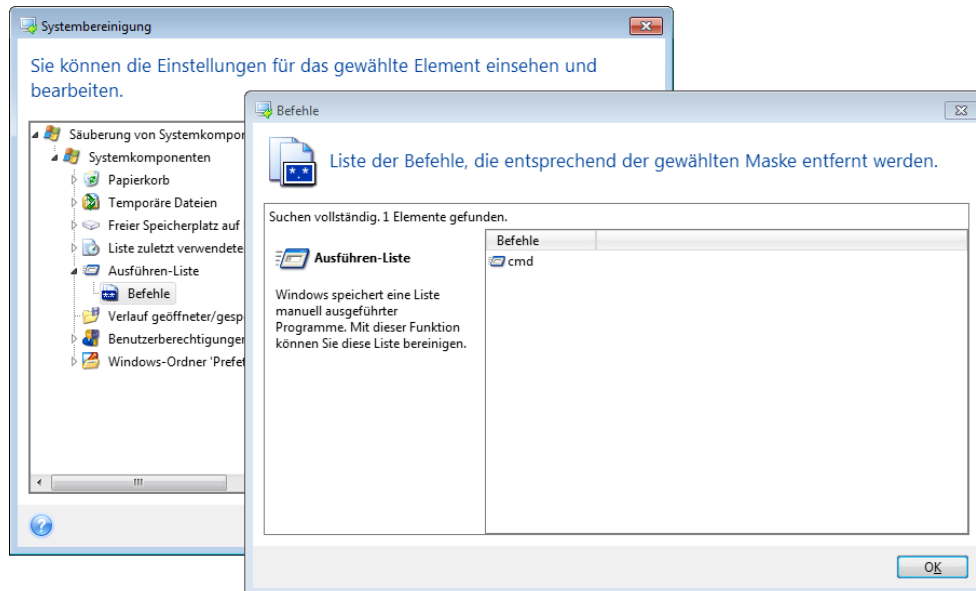 Systembereinigung
Sie können die Einstellungen für das gewählte Element einsehen und
bearbeiten.
Säuberung von Systemkompor
Systemkomponenten
Papierkorb
Temporäre Dateien
Freier Speicherplatz auf
Liste zuletzt verwendete
Ausführen-Liste
Befehle
Verlauf geöffneter/gesp
Benutzerberechtigunger
Windows-Ordner 'Prefet
Befehle
*.*
Liste der Befehle, die entsprechend der gewählten Maske entfernt werden.
Suchen vollständig. 1 Elemente gefunden.
Ausführen-Liste
Windows speichert eine Liste
manuell ausgeführter
Programme. Mit dieser Funktion
können Sie diese Liste bereinigen.
Befehle
cmd
OK